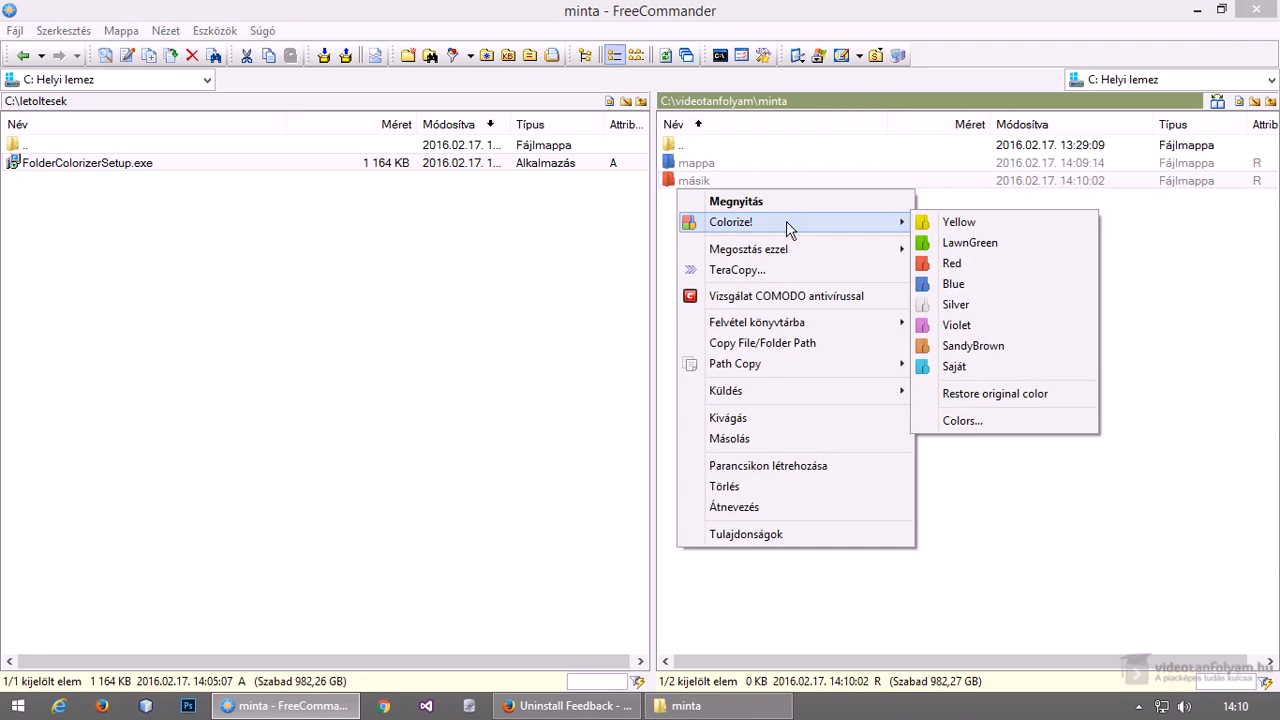 minta - FreeCommander
Fájl Szerkesztés Mappa Nézet Eszközök Súgó
C: Helyi lemez
C: Helyi lemez
C:\letoltesek
C:\videotanfolyam\minta
Név Méret Módosítva Típus Attrib...
.. 2016.02.17. 1... Fájlmappa
FolderColorizerSetup.exe 1 164 KB 2016.02.17. 1... Alkalmazás A
Név Méret Módosítva Típus Attrib
.. 2016.02.17. 13:29:09 Fájlmappa
mappa 2016.02.17. 14:09:14 Fájlmappa R
másik 2016.02.17. 14:10:02 Fájlmappa R
Megnyitás
Colorize!
Megosztás ezzel
TeraCopy...
Vizsgálat COMODO antivírussal
Felvétel könyvtárba
Copy File/Folder Path
Path Copy
Küldés
Kivágás
Másolás
Parancsikon létrehozása
Törlés
Átnevezés
Tulajdonságok
Yellow
LawnGreen
Red
Blue
Silver
Violet
SandyBrown
Saját
Restore original color
Colors...
1/1 kijelölt elem 1 164 KB 2016.02.17. 14:05:07 A (Szabad 982,26 GB)
1/2 kijelölt elem 0 KB 2016.02.17. 14:10:02 R (Szabad 982,27 GB)
videotanfolyam.hu
A piacképes tudás kulcsa
minta - FreeComma... Uninstall Feedback - ... minta 14:10